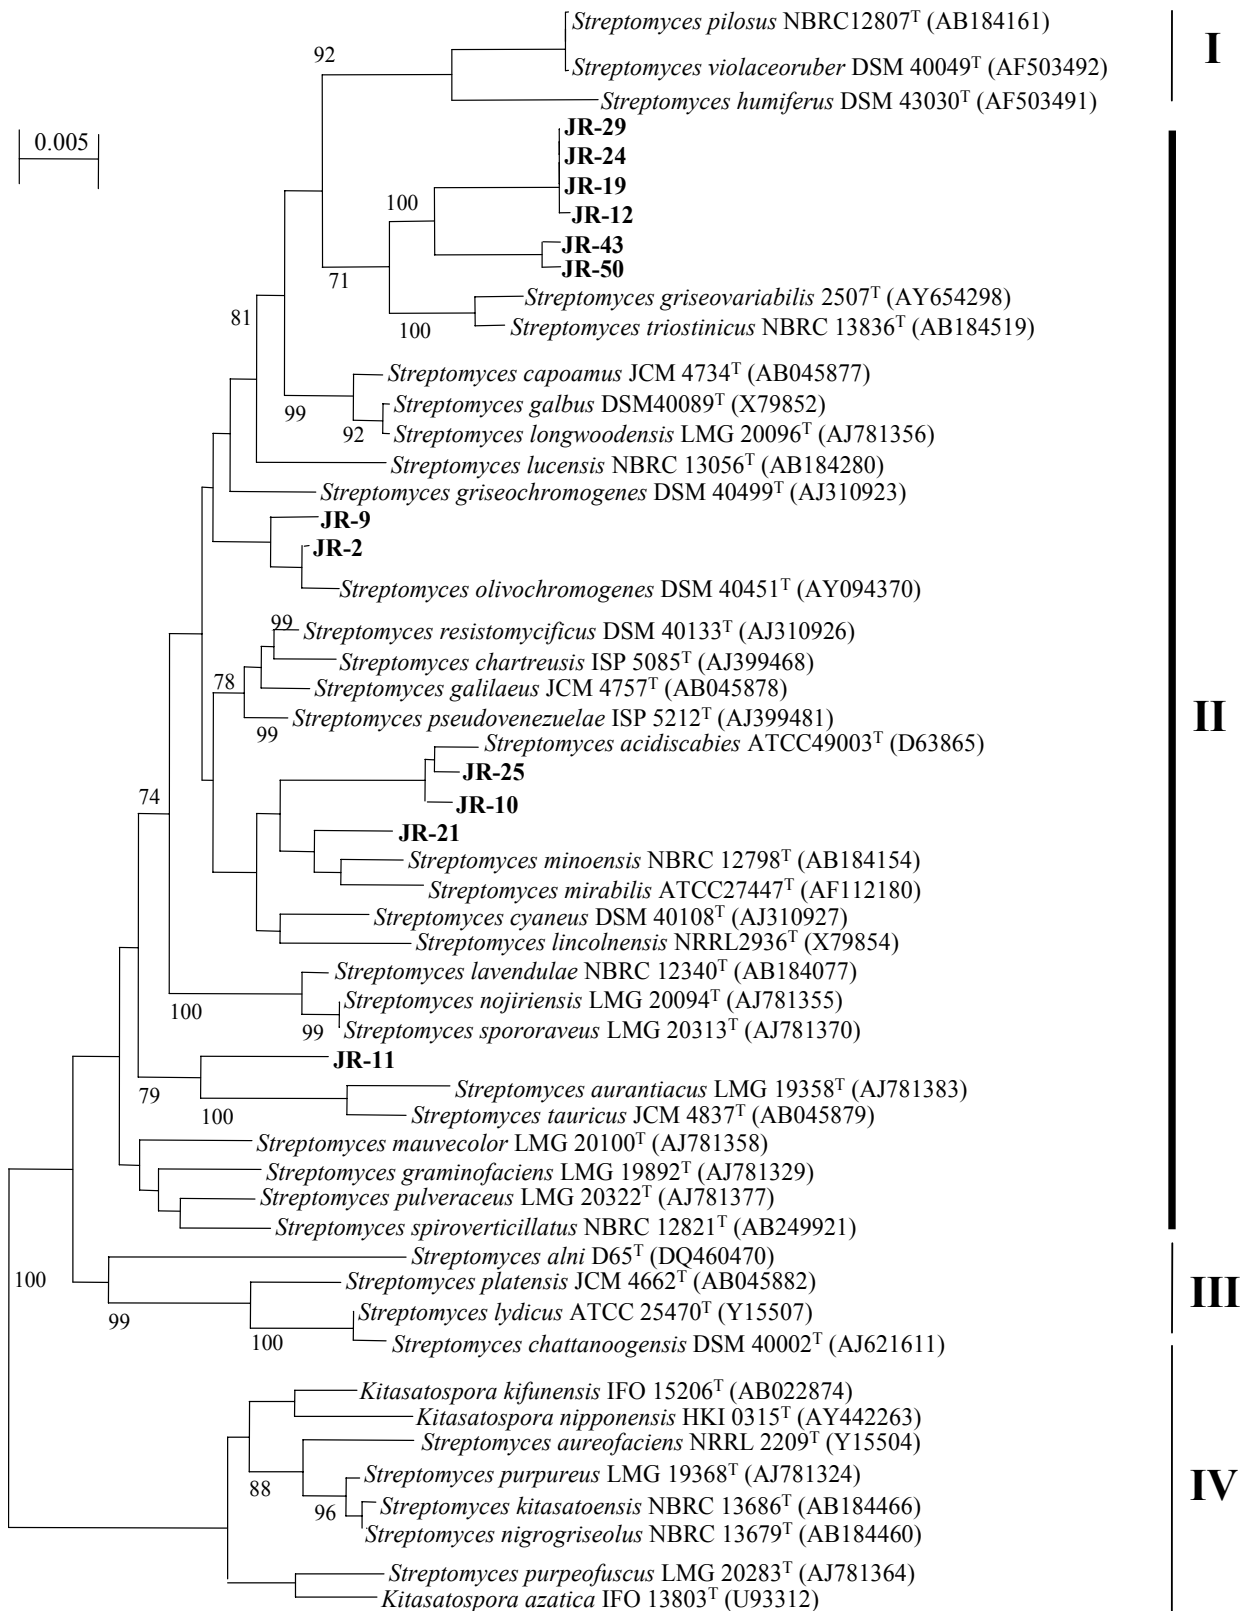 Streptomyces pilosus NBRC12807T (AB184161)
92
I
Streptomyces violaceoruber DSM 40049T (AF503492)
Streptomyces humiferus DSM 43030T (AF503491)
JR-29
0.005
JR-24
JR-19
100
JR-12
JR-43
JR-50
71
Streptomyces griseovariabilis 2507T (AY654298)
81
100
Streptomyces triostinicus NBRC 13836T (AB184519)
Streptomyces capoamus JCM 4734T (AB045877)
99
Streptomyces galbus DSM40089T (X79852)
92
Streptomyces longwoodensis LMG 20096T (AJ781356)
Streptomyces lucensis NBRC 13056T (AB184280)
Streptomyces griseochromogenes DSM 40499T (AJ310923)
JR-9
JR-2
Streptomyces olivochromogenes DSM 40451T (AY094370)
99
Streptomyces resistomycificus DSM 40133T (AJ310926)
Streptomyces chartreusis ISP 5085T (AJ399468)
78
Streptomyces galilaeus JCM 4757T (AB045878)
II
99
Streptomyces pseudovenezuelae ISP 5212T (AJ399481)
Streptomyces acidiscabies ATCC49003T (D63865)
JR-25
74
JR-10
JR-21
Streptomyces minoensis NBRC 12798T (AB184154)
Streptomyces mirabilis ATCC27447T (AF112180)
Streptomyces cyaneus DSM 40108T (AJ310927)
Streptomyces lincolnensis NRRL2936T (X79854)
Streptomyces lavendulae NBRC 12340T (AB184077)
100
Streptomyces nojiriensis LMG 20094T (AJ781355)
99
Streptomyces spororaveus LMG 20313T (AJ781370)
JR-11
79
Streptomyces aurantiacus LMG 19358T (AJ781383)
100
Streptomyces tauricus JCM 4837T (AB045879)
Streptomyces mauvecolor LMG 20100T (AJ781358)
Streptomyces graminofaciens LMG 19892T (AJ781329)
Streptomyces pulveraceus LMG 20322T (AJ781377)
Streptomyces spiroverticillatus NBRC 12821T (AB249921)
Streptomyces alni D65T (DQ460470)
100
Streptomyces platensis JCM 4662T (AB045882)
III
99
Streptomyces lydicus ATCC 25470T (Y15507)
100
Streptomyces chattanoogensis DSM 40002T (AJ621611)
Kitasatospora kifunensis IFO 15206T (AB022874)
Kitasatospora nipponensis HKI 0315T (AY442263)
Streptomyces aureofaciens NRRL 2209T (Y15504)
88
Streptomyces purpureus LMG 19368T (AJ781324)
IV
96
Streptomyces kitasatoensis NBRC 13686T (AB184466)
Streptomyces nigrogriseolus NBRC 13679T (AB184460)
Streptomyces purpeofuscus LMG 20283T (AJ781364)
Kitasatospora azatica IFO 13803T (U93312)